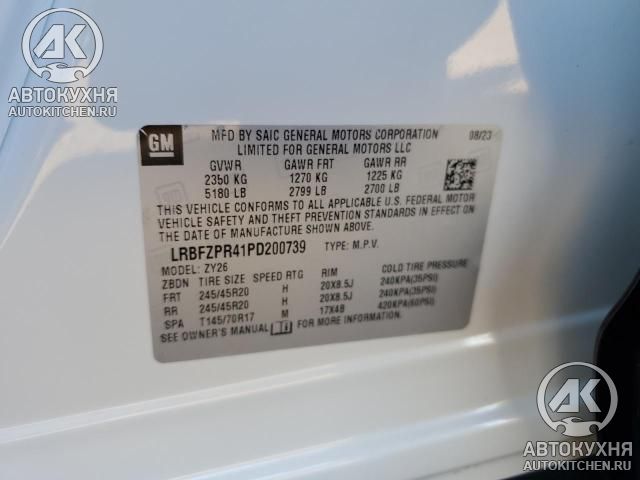 AK
АВТОКУХНЯ
AUTOKITCHEN.RU
GM
MFD BY SAIC GENERAL MOTORS CORPORATION
LIMITED FOR GENERAL MOTORS LLC
08/23
GVWR GAWR FRT GAWR RR
2350 KG 1270 KG 1225 KG
5180 LB 2799 LB 2700 LB
THIS VEHICLE CONFORMS TO ALL APPLICABLE U.S. FEDERAL MOTOR
VEHICLE SAFETY AND THEFT PREVENTION STANDARDS IN EFFECT ON
THE DATE OF MANUFACTURE SHOWN ABOVE.
LRBFZPR41PD200739 TYPE: M.P.V.
MODEL: ZY26
ZBDN TIRE SIZE SPEED RTG RIM COLD TIRE PRESSURE
FRT 245/45R20 H 20X8.5J 240KPA(35PSI)
RR 245/45R20 H 20X8.5J 240KPA(35PSI)
SPA T145/70R17 M 17X4B 420KPA(60PSI)
SEE OWNER'S MANUAL FOR MORE INFORMATION.
AK
АВТОКУХНЯ
AUTOKITCHEN.RU